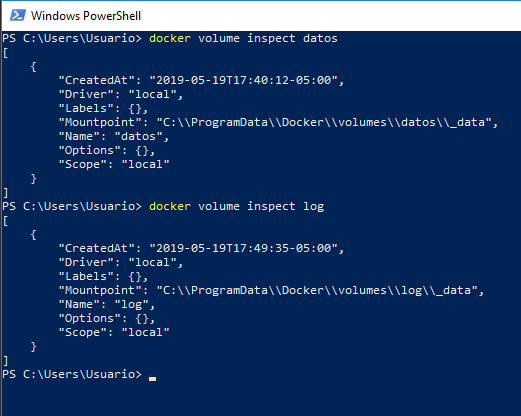 Windows PowerShell
PS C:\Users\Usuario> docker volume inspect datos
[
    {
        "CreatedAt": "2019-05-19T17:40:12-05:00",
        "Driver": "local",
        "Labels": {},
        "Mountpoint": "C:\\ProgramData\\Docker\\volumes\\datos\\_data",
        "Name": "datos",
        "Options": {},
        "Scope": "local"
    }
]
PS C:\Users\Usuario> docker volume inspect log
[
    {
        "CreatedAt": "2019-05-19T17:49:35-05:00",
        "Driver": "local",
        "Labels": {},
        "Mountpoint": "C:\\ProgramData\\Docker\\volumes\\log\\_data",
        "Name": "log",
        "Options": {},
        "Scope": "local"
    }
]
PS C:\Users\Usuario>